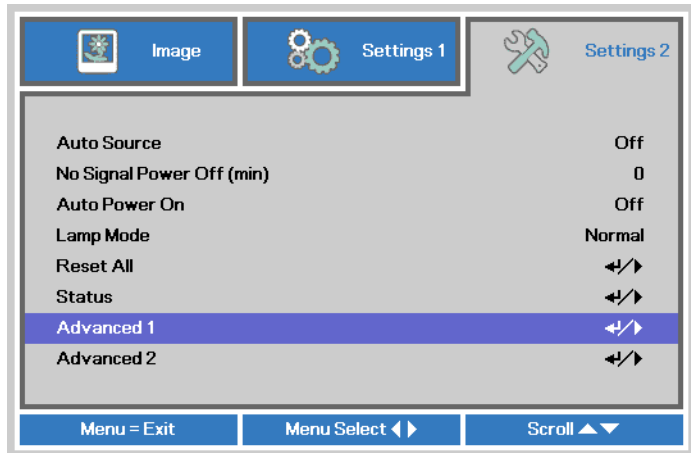 Image Settings 1 Settings 2
Auto Source Off
No Signal Power Off (min) 0
Auto Power On Off
Lamp Mode Normal
Reset All ↵/▶
Status ↵/▶
Advanced 1 ↵/▶
Advanced 2 ↵/▶
Menu = Exit Menu Select ◀▶ Scroll ▲▼